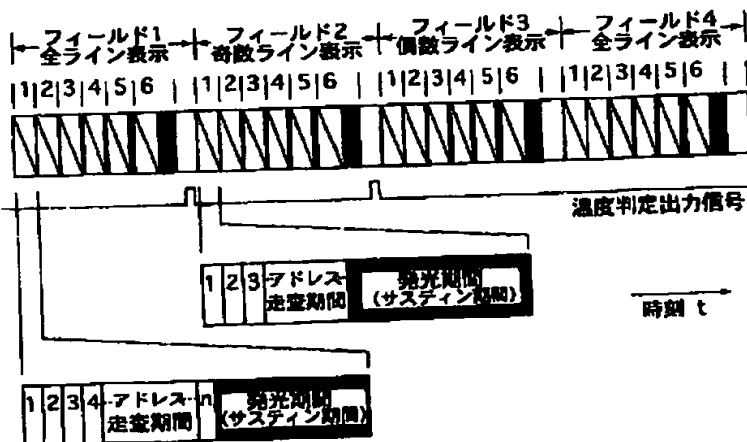 フィールド1 フィールド2 フィールド3 フィールド4
全ライン表示 奇数ライン表示 偶数ライン表示 全ライン表示
1 2 3 4 5 6 1 2 3 4 5 6 1 2 3 4 5 6 1 2 3 4 5 6
温度判定出力信号
1 2 3 アドレス 発光期間
走査期間 (サスティン期間)
時刻 t
1 2 3 4 アドレス n 発光期間
走査期間 (サスティン期間)